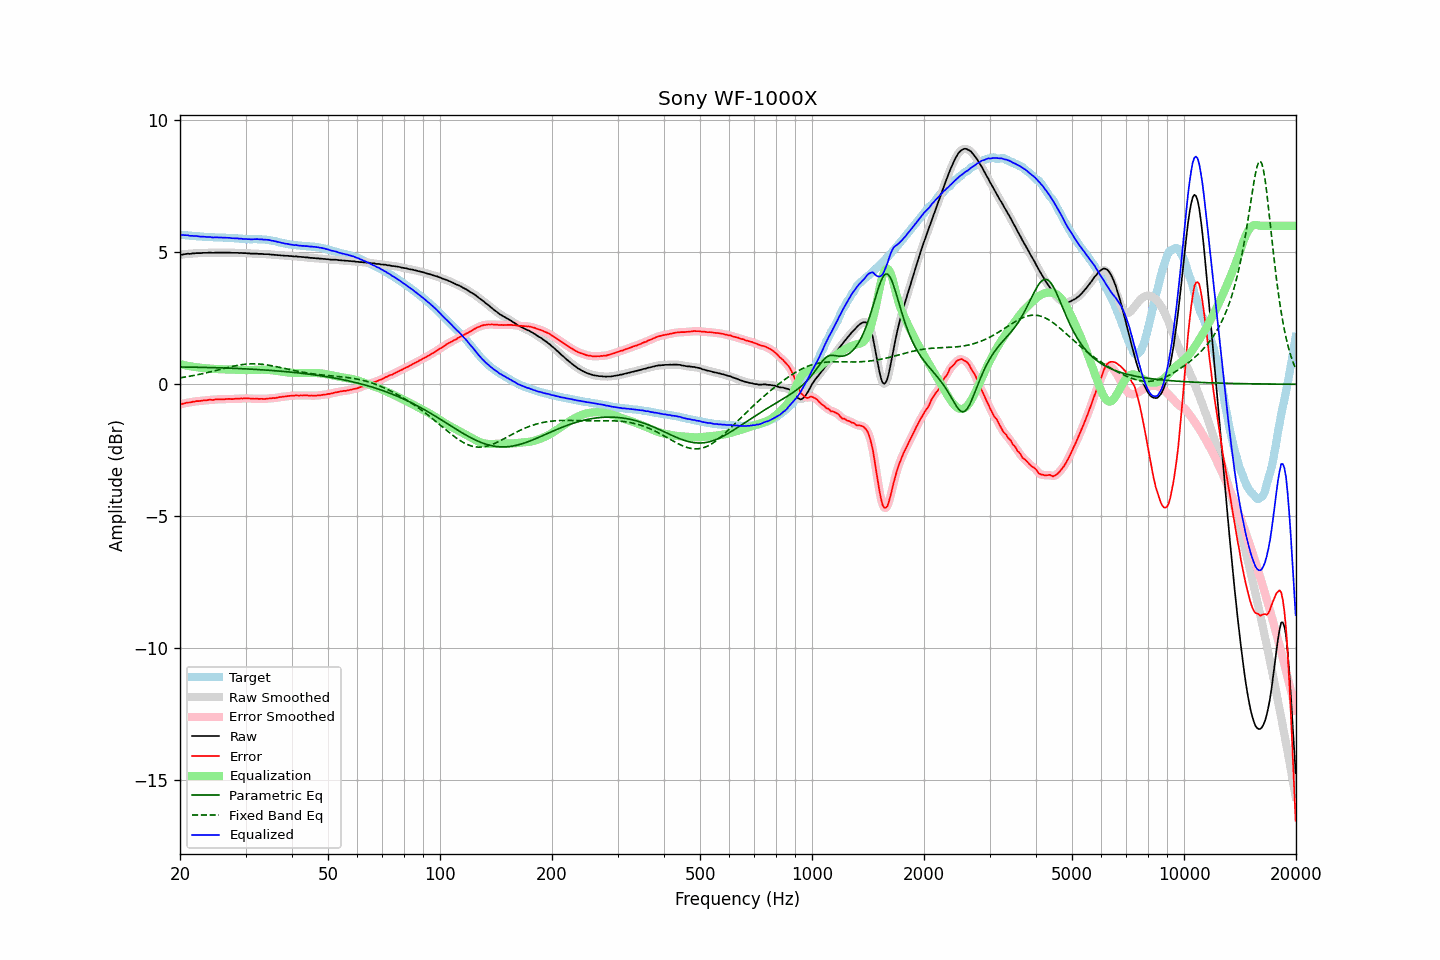 Sony WF-1000X
Amplitude (dBr)
10
5
0
−5
−10
−15
Target
Raw Smoothed
Error Smoothed
Raw
Error
Equalization
Parametric Eq
Fixed Band Eq
Equalized
20 50 100 200 500 1000 2000 5000 10000 20000
Frequency (Hz)